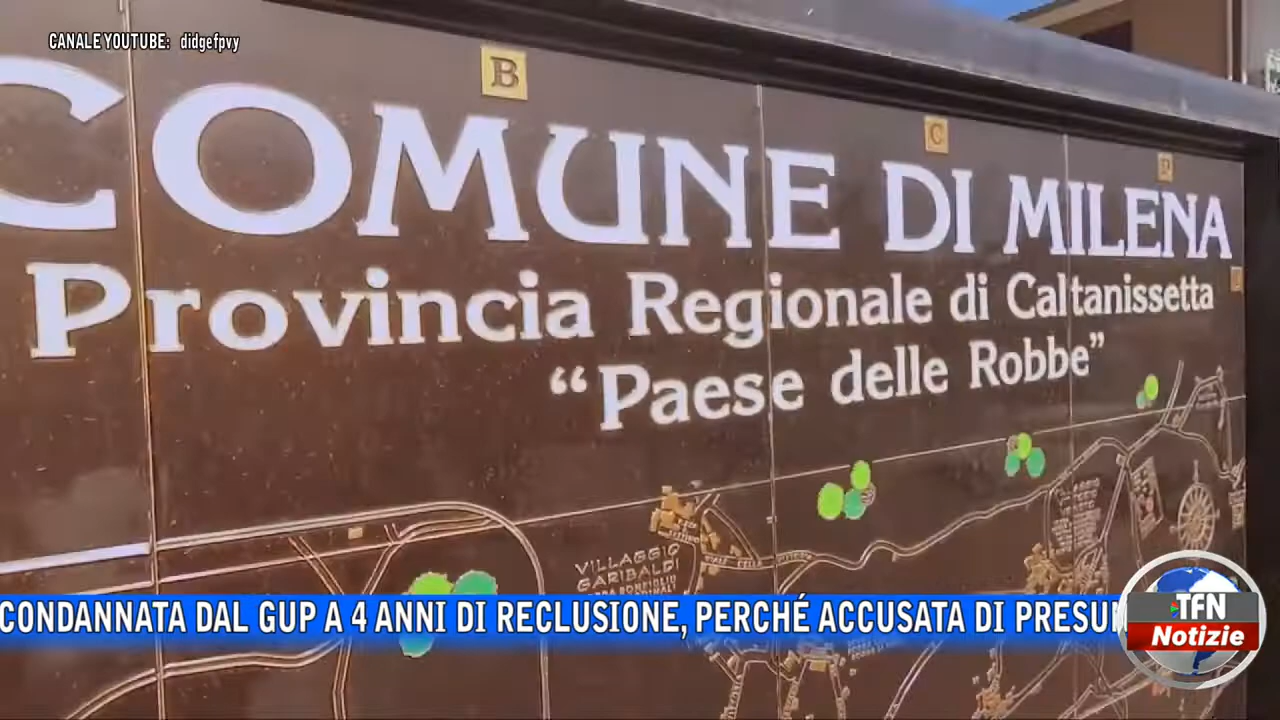 CANALE YOUTUBE: didgefpvy
B
C
COMUNE DI MILENA
Provincia Regionale di Caltanissetta
“Paese delle Robbe”
VILLAGGIO
GARIBALDI
CONDANNATA DAL GUP A 4 ANNI DI RECLUSIONE, PERCHÉ ACCUSATA DI PRESUN
TFN
Notizie